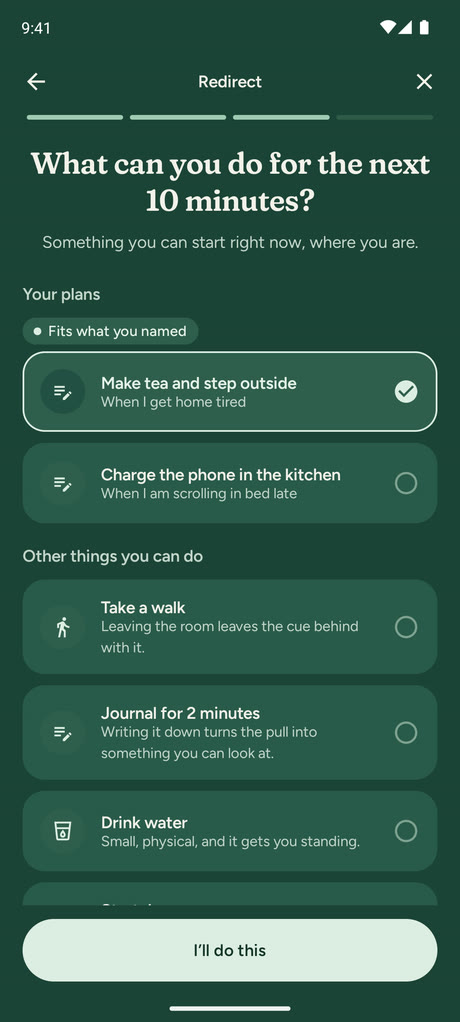 9:41
Redirect
What can you do for the next
10 minutes?
Something you can start right now, where you are.
Your plans
Fits what you named
Make tea and step outside
When I get home tired
Charge the phone in the kitchen
When I am scrolling in bed late
Other things you can do
Take a walk
Leaving the room leaves the cue behind
with it.
Journal for 2 minutes
Writing it down turns the pull into
something you can look at.
Drink water
Small, physical, and it gets you standing.
I’ll do this